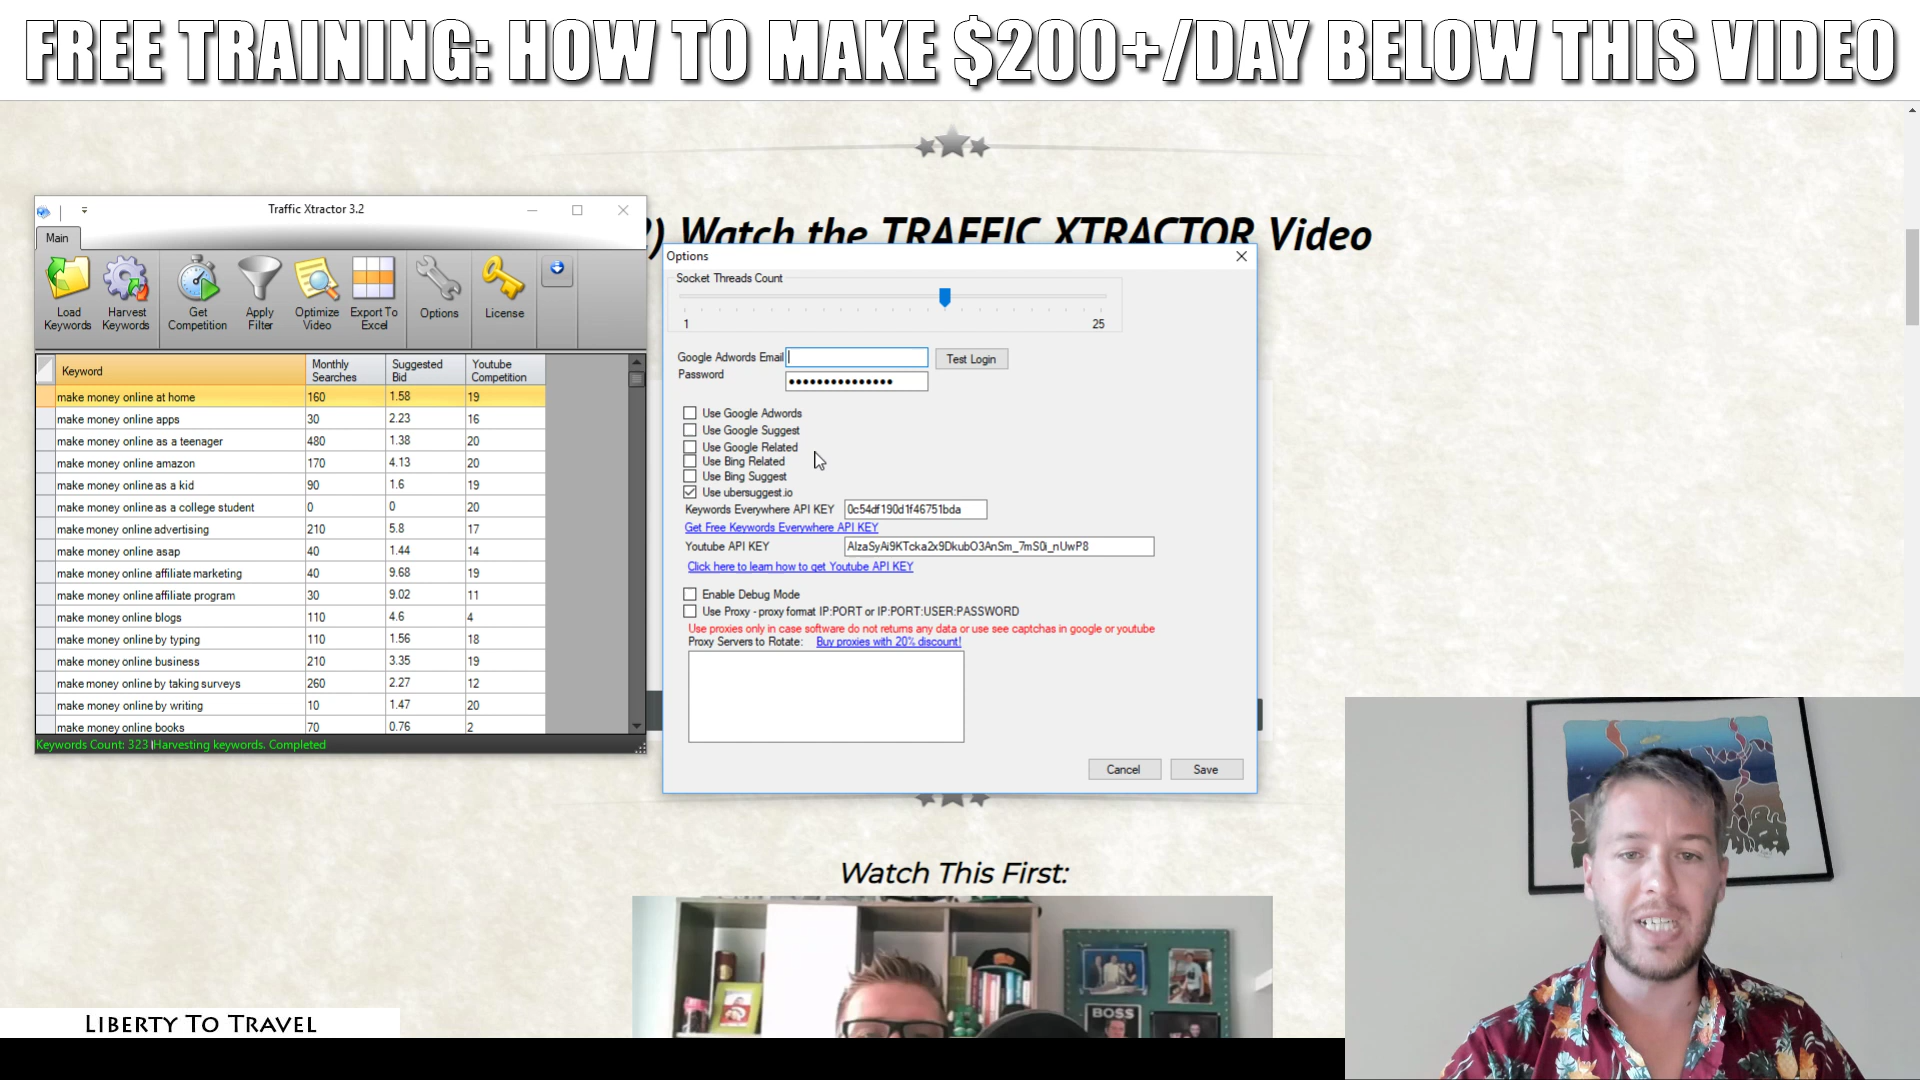 FREE TRAINING: HOW TO MAKE $200+/DAY BELOW THIS VIDEO
) Watch the TRAFFIC XTRACTOR Video
Traffic Xtractor 3.2
Main
Load Keywords
Harvest Keywords
Get Competition
Apply Filter
Optimize Video
Export To Excel
Options
License
Keyword Monthly Searches Suggested Bid Youtube Competition
make money online at home 160 1.58 19
make money online apps 30 2.23 16
make money online as a teenager 480 1.38 20
make money online amazon 170 4.13 20
make money online as a kid 90 1.6 19
make money online as a college student 0 0 20
make money online advertising 210 5.8 17
make money online asap 40 1.44 14
make money online affiliate marketing 40 9.68 19
make money online affiliate program 30 9.02 11
make money online blogs 110 4.6 4
make money online by typing 110 1.56 18
make money online business 210 3.35 19
make money online by taking surveys 260 2.27 12
make money online by writing 10 1.47 20
make money online books 70 0.76 2
Keywords Count: 323 Harvesting keywords. Completed
Options
Socket Threads Count
1 25
Google Adwords Email
Test Login
Password
Use Google Adwords
Use Google Suggest
Use Google Related
Use Bing Related
Use Bing Suggest
Use ubersuggest.io
Keywords Everywhere API KEY 0c54df190d1f46751bda
Get Free Keywords Everywhere API KEY
Youtube API KEY
Click here to learn how to get Youtube API KEY
Enable Debug Mode
Use Proxy - proxy format IP:PORT or IP:PORT:USER:PASSWORD
Use proxies only in case software do not returns any data or use see captchas in google or youtube
Proxy Servers to Rotate: Buy proxies with 20% discount!
Cancel Save
Watch This First:
BOSS
LIBERTY TO TRAVEL